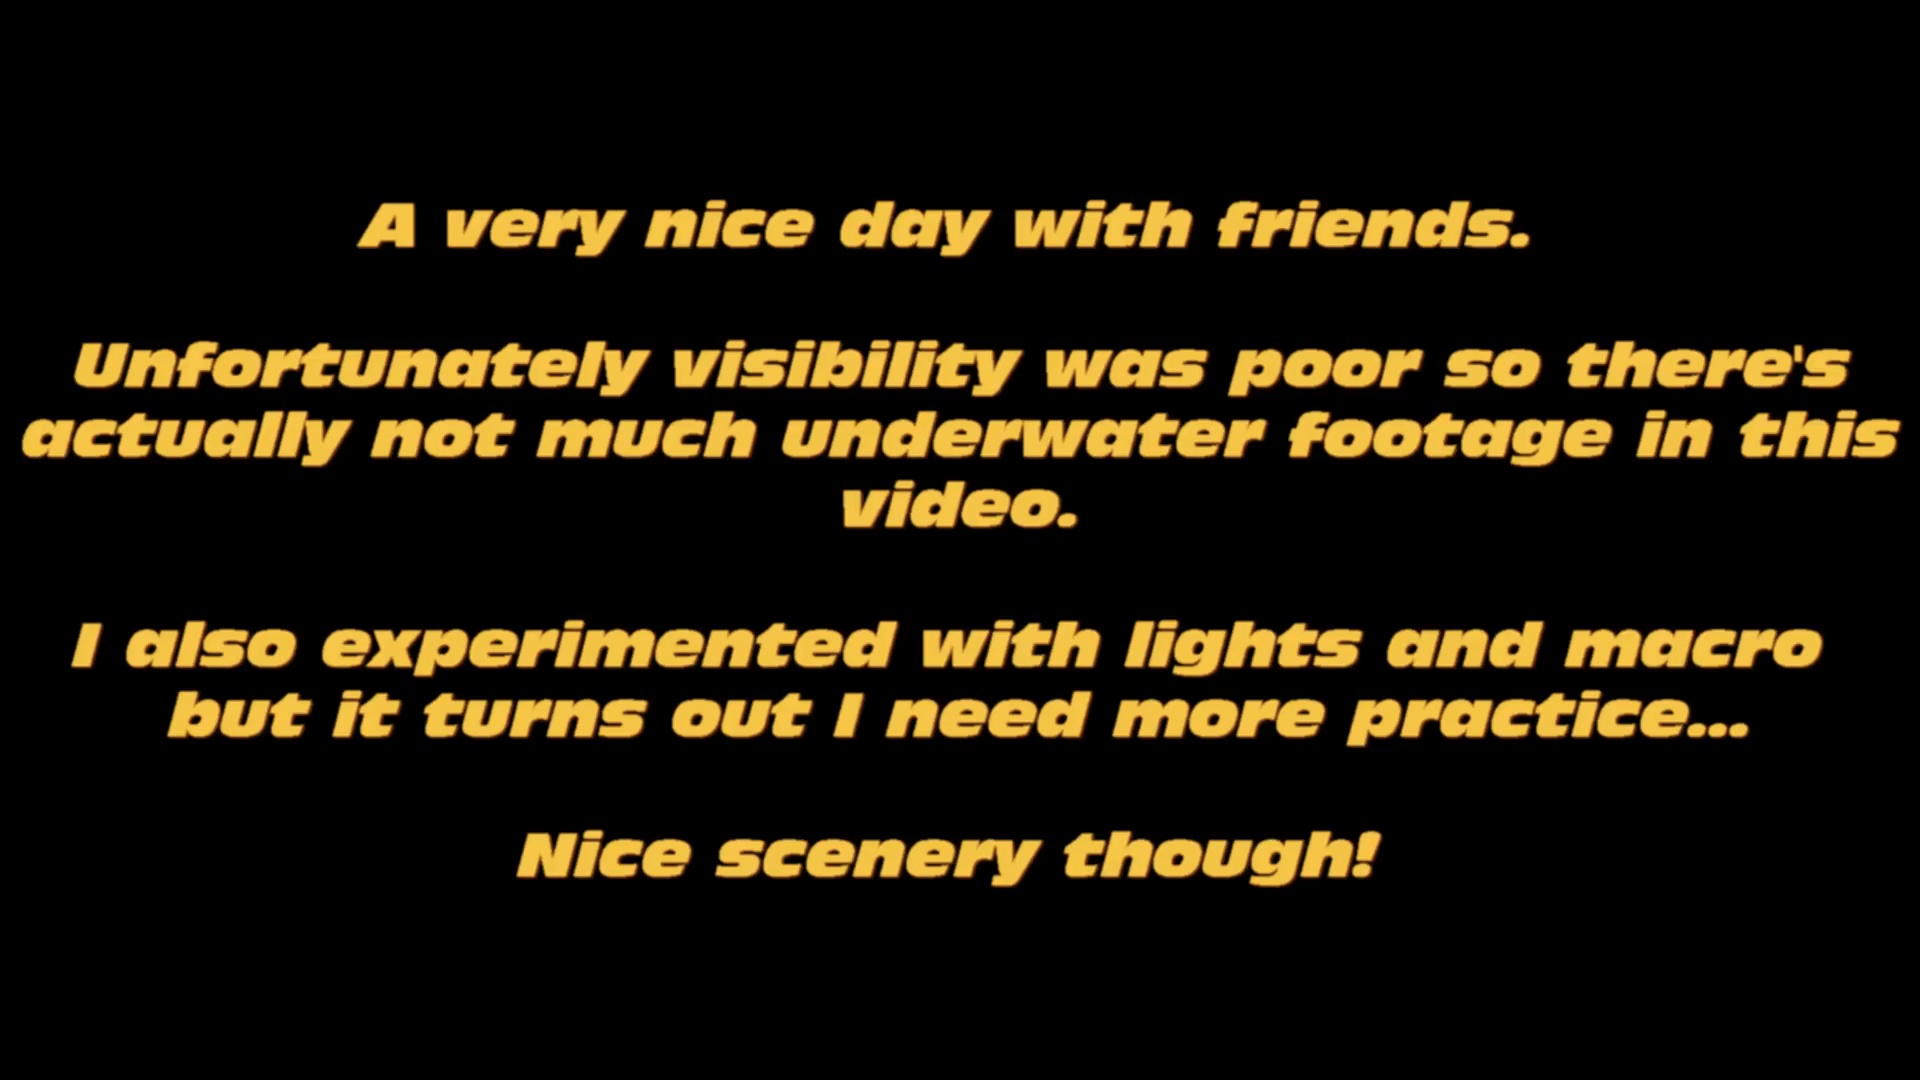 A very nice day with friends.
Unfortunately visibility was poor so there's
actually not much underwater footage in this
video.
I also experimented with lights and macro
but it turns out I need more practice...
Nice scenery though!